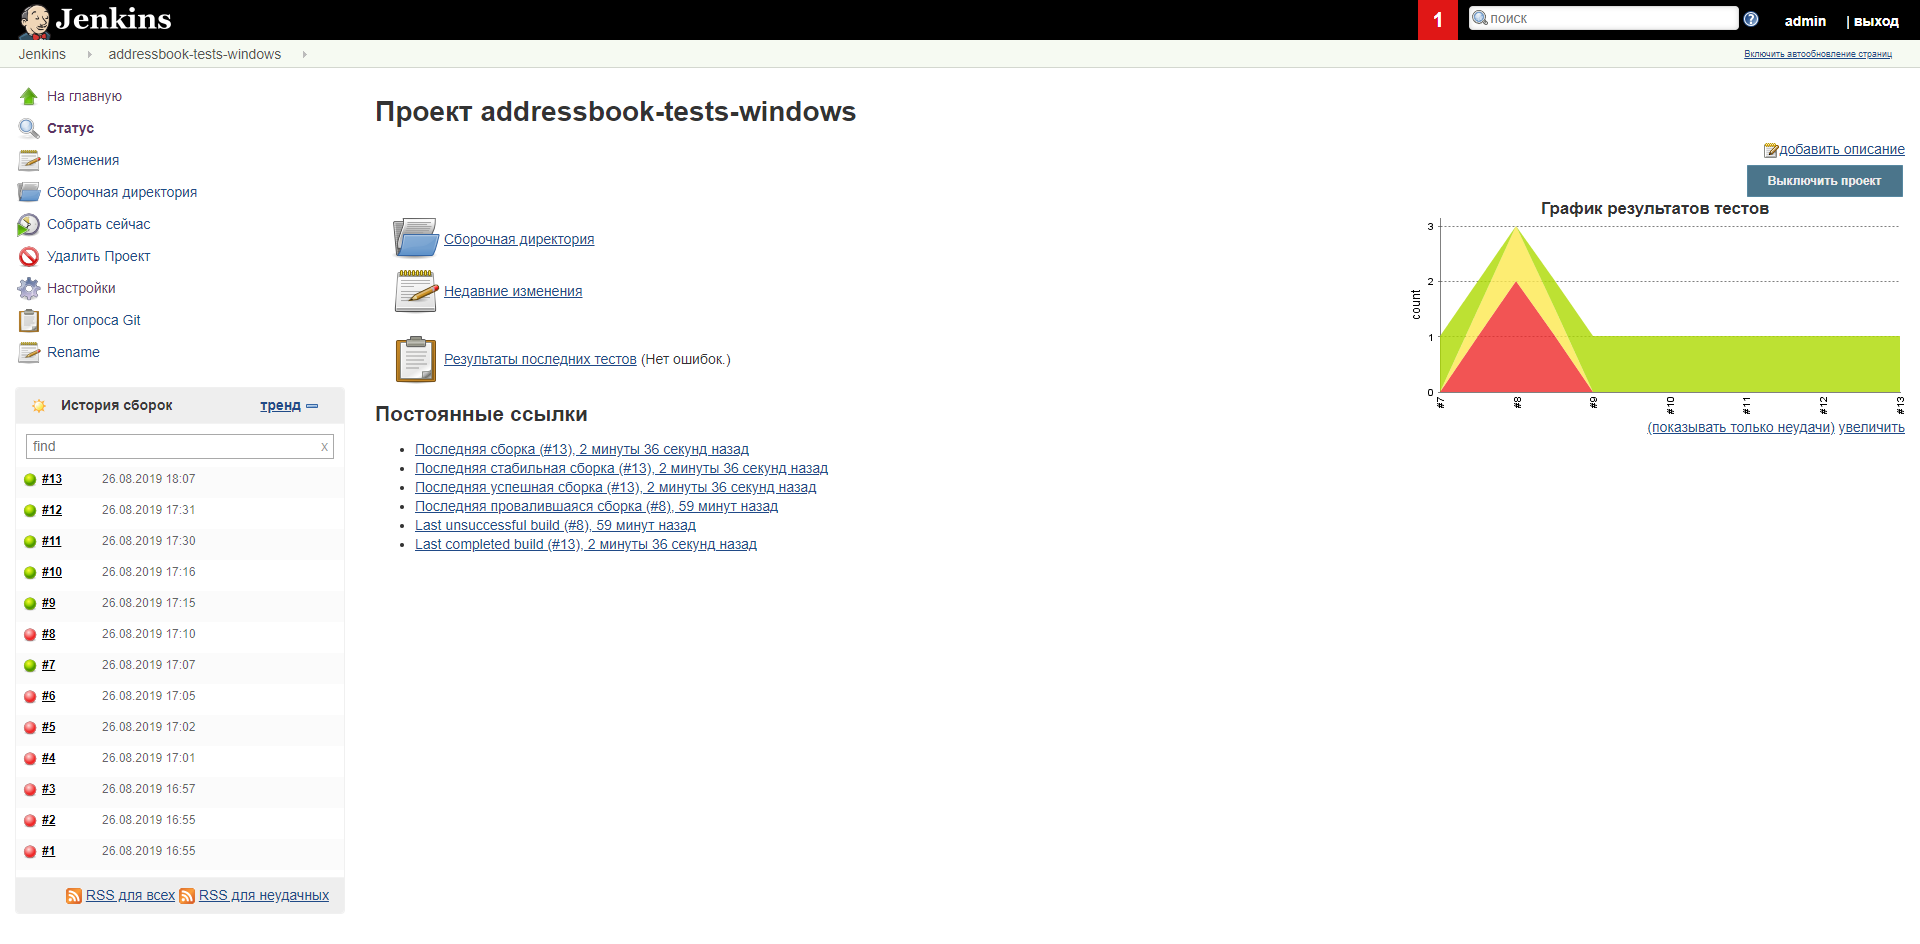 Jenkins
1
поиск
admin
| выход
Jenkins
addressbook-tests-windows
Включить автообновление страниц
На главную
Статус
Изменения
Сборочная директория
Собрать сейчас
Удалить Проект
Настройки
Лог опроса Git
Rename
История сборок
тренд
find
x
#13 26.08.2019 18:07
#12 26.08.2019 17:31
#11 26.08.2019 17:30
#10 26.08.2019 17:16
#9 26.08.2019 17:15
#8 26.08.2019 17:10
#7 26.08.2019 17:07
#6 26.08.2019 17:05
#5 26.08.2019 17:02
#4 26.08.2019 17:01
#3 26.08.2019 16:57
#2 26.08.2019 16:55
#1 26.08.2019 16:55
RSS для всех RSS для неудачных
Проект addressbook-tests-windows
добавить описание
Выключить проект
Сборочная директория
Недавние изменения
Результаты последних тестов (Нет ошибок.)
Постоянные ссылки
Последняя сборка (#13), 2 минуты 36 секунд назад
Последняя стабильная сборка (#13), 2 минуты 36 секунд назад
Последняя успешная сборка (#13), 2 минуты 36 секунд назад
Последняя провалившаяся сборка (#8), 59 минут назад
Last unsuccessful build (#8), 59 минут назад
Last completed build (#13), 2 минуты 36 секунд назад
График результатов тестов
count
3
2
1
0
#7 #8 #9 #10 #11 #12 #13
(показывать только неудачи) увеличить